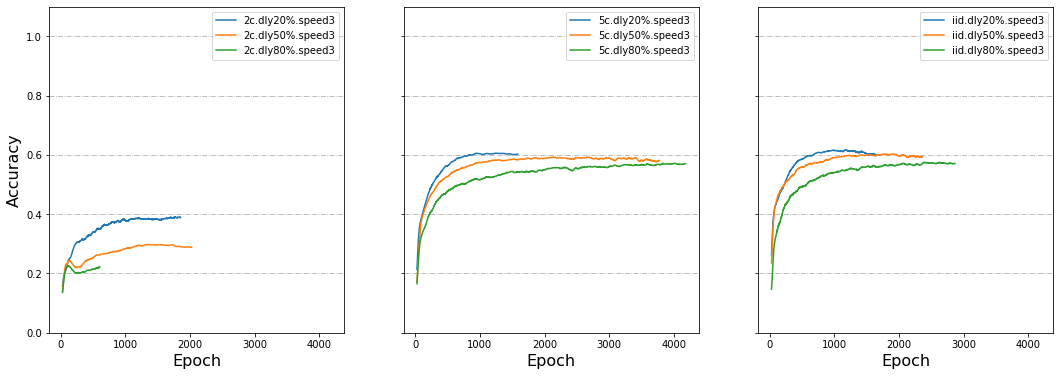 2c.dly20%.speed3
2c.dly50%.speed3
2c.dly80%.speed3
5c.dly20%.speed3
5c.dly50%.speed3
5c.dly80%.speed3
iid.dly20%.speed3
iid.dly50%.speed3
iid.dly80%.speed3
1.0
0.8
0.6
0.4
0.2
0.0
Accuracy
0 1000 2000 3000 4000
0 1000 2000 3000 4000
0 1000 2000 3000 4000
Epoch
Epoch
Epoch